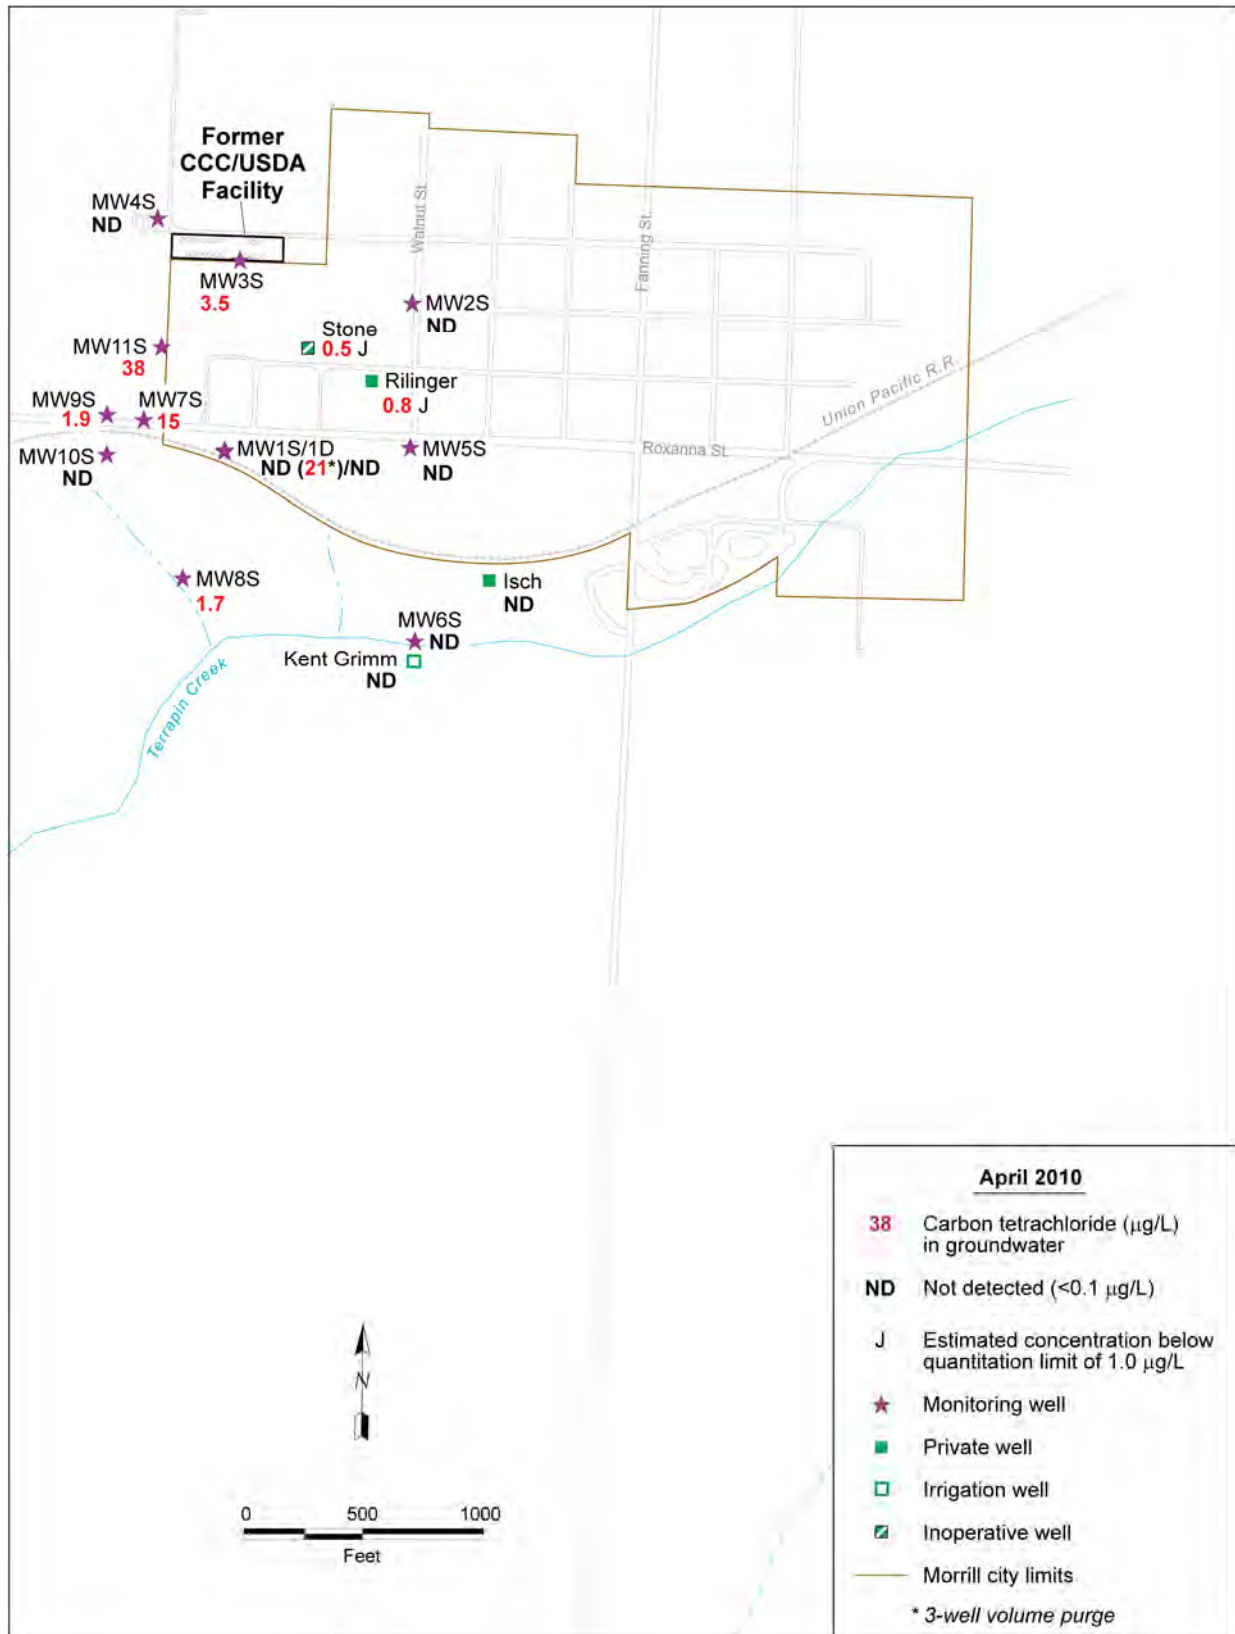 Former
CCC/USDA
Facility
MW4S
ND
Walnut St.
Fanning St.
MW3S
3.5
MW2S
ND
Stone
0.5 J
MW11S
38
Rilinger
0.8 J
Union Pacific R.R.
MW9S
1.9
MW7S
15
MW1S/1D
ND (21*)/ND
MW5S
ND
Roxanna St.
MW10S
ND
MW8S
1.7
Isch
ND
MW6S
ND
Kent Grimm
ND
Terrapin Creek
April 2010
38 Carbon tetrachloride (μg/L)
in groundwater
ND Not detected (<0.1 μg/L)
J Estimated concentration below
quantitation limit of 1.0 μg/L
Monitoring well
Private well
Irrigation well
Inoperative well
Morrill city limits
* 3-well volume purge
N
0 500 1000
Feet